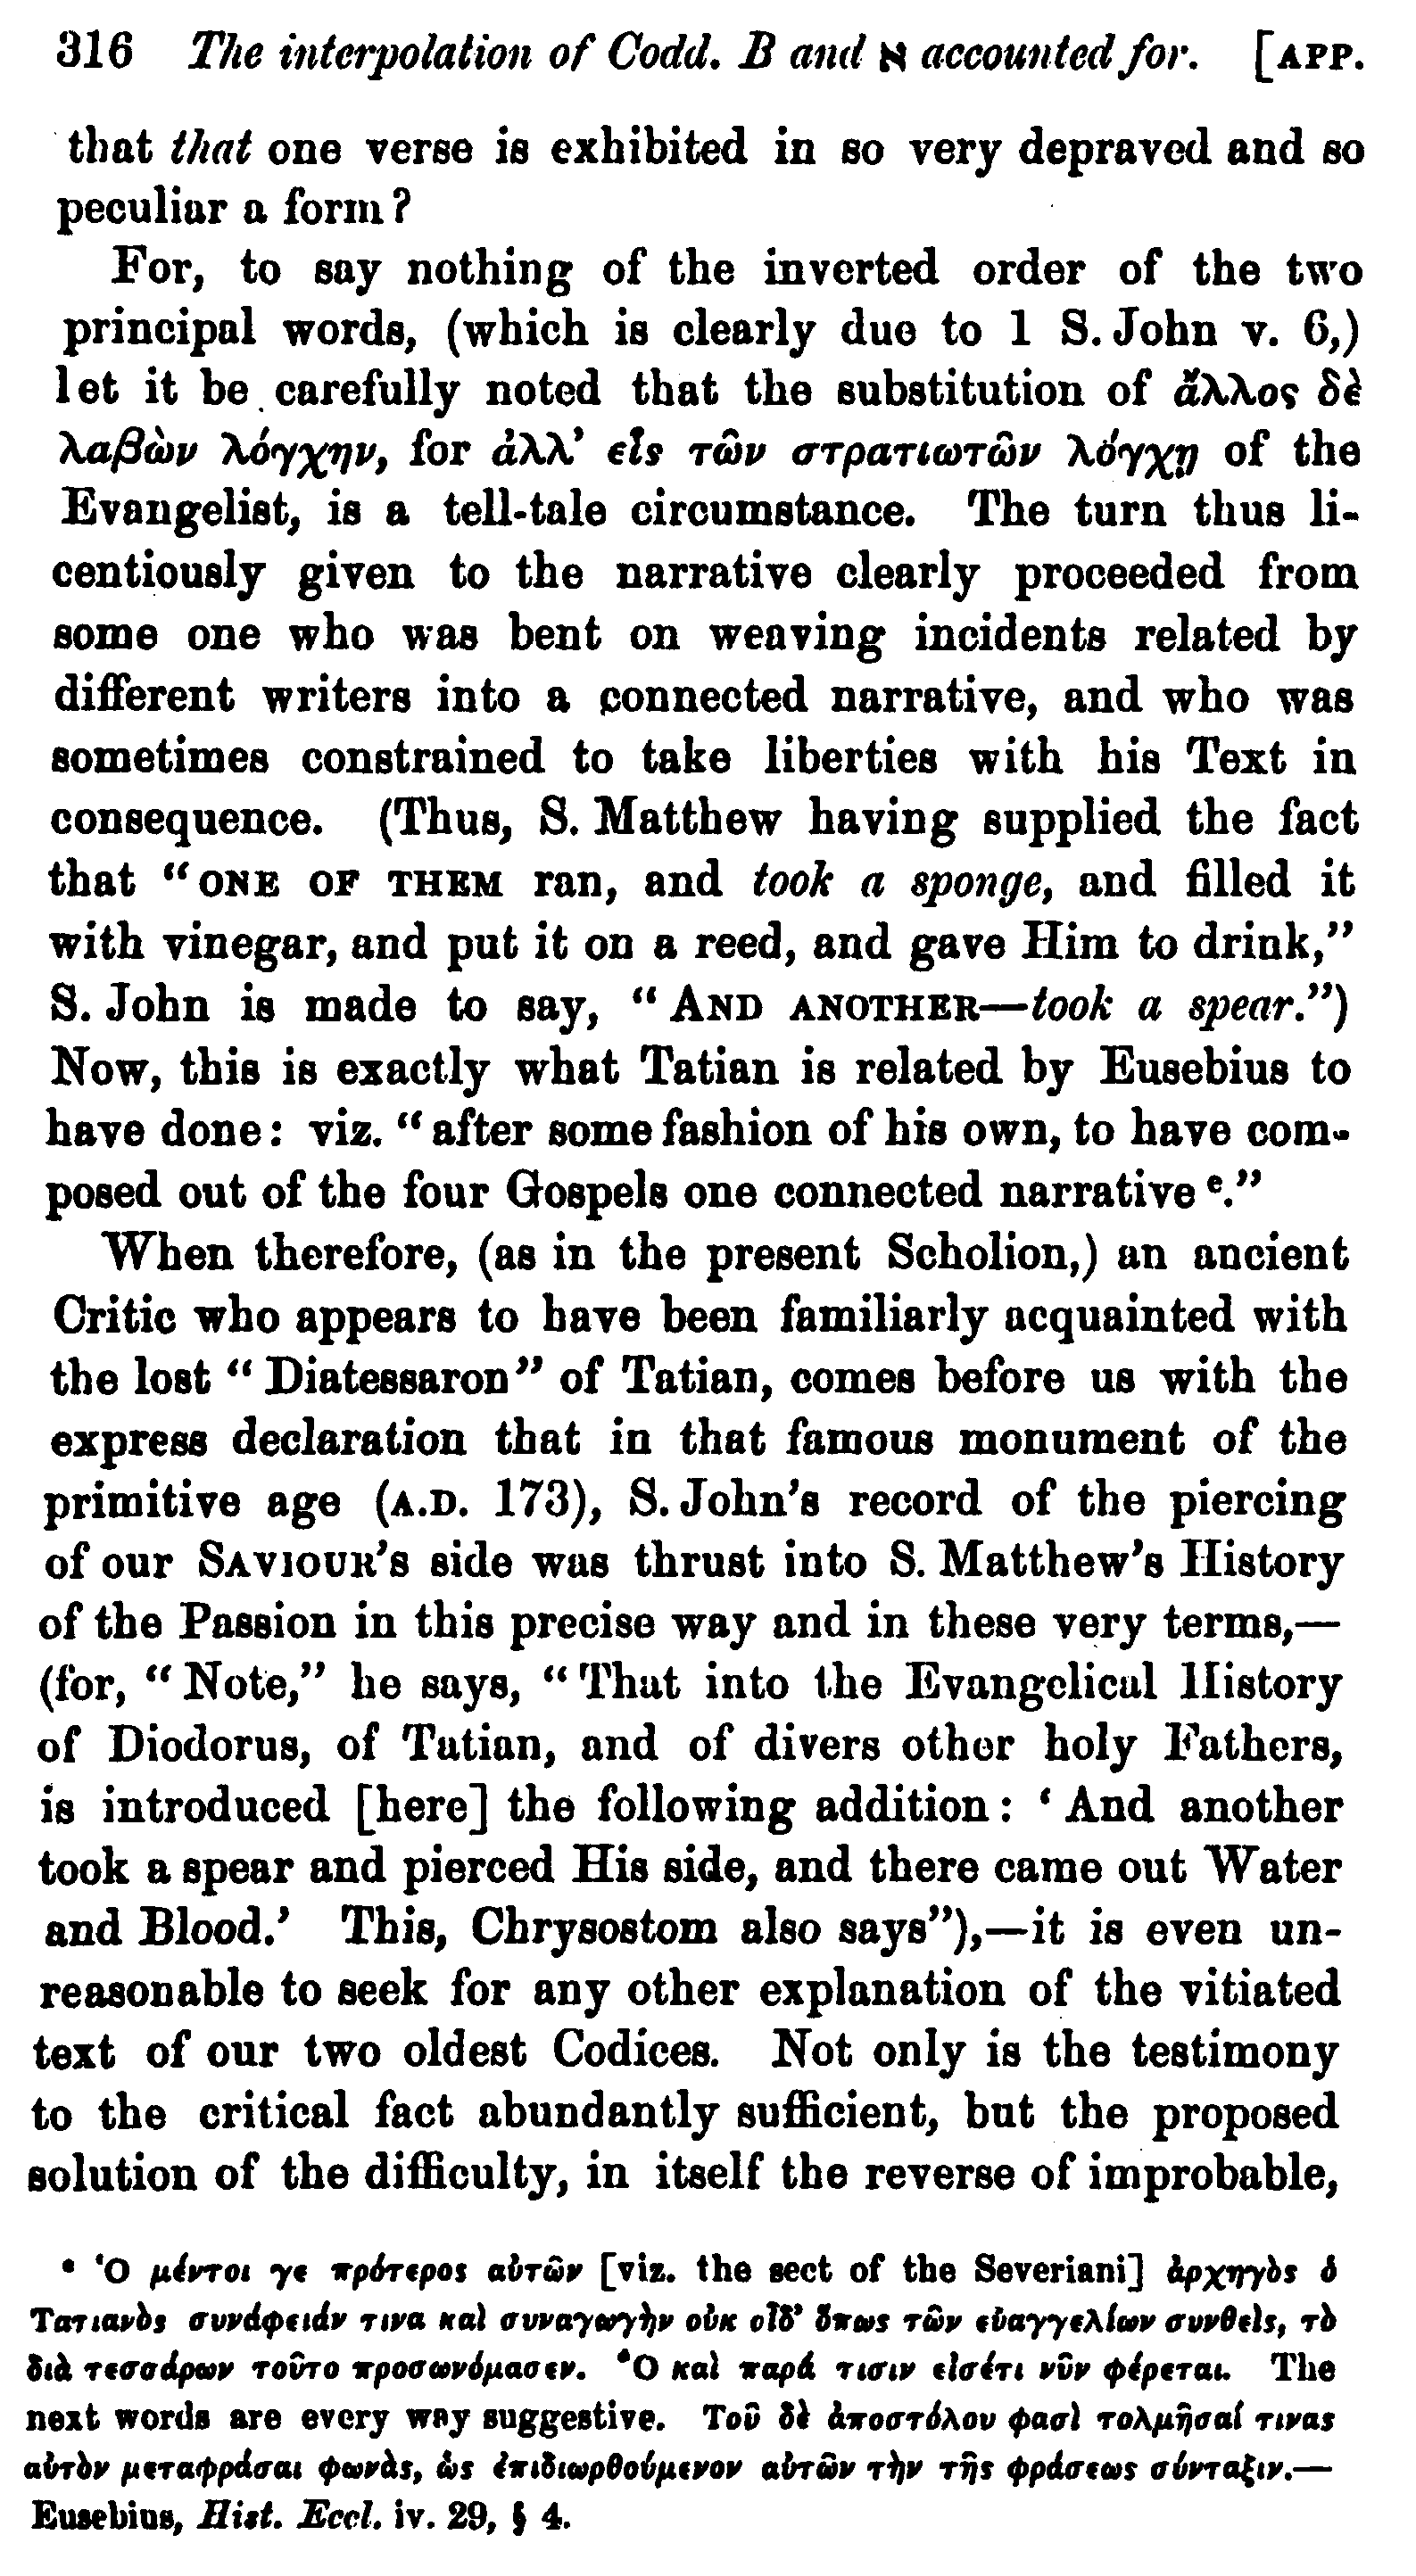 316 The interpolation of Codd. B and א accounted for. [APP.
that that one verse is exhibited in so very depraved and so
peculiar a form?
For, to say nothing of the inverted order of the two
principal words, (which is clearly due to 1 S. John v. 6,)
let it be carefully noted that the substitution of ἄλλος δὲ
λαβὼν λόγχην, for ἀλλ’ εἷς τῶν στρατιωτῶν λόγχῃ of the
Evangelist, is a tell-tale circumstance. The turn thus li-
centiously given to the narrative clearly proceeded from
some one who was bent on weaving incidents related by
different writers into a connected narrative, and who was
sometimes constrained to take liberties with his Text in
consequence. (Thus, S. Matthew having supplied the fact
that “ONE OF THEM ran, and took a sponge, and filled it
with vinegar, and put it on a reed, and gave Him to drink,”
S. John is made to say, “AND ANOTHER—took a spear.”)
Now, this is exactly what Tatian is related by Eusebius to
have done: viz. “after some fashion of his own, to have com-
posed out of the four Gospels one connected narrative e.”
When therefore, (as in the present Scholion,) an ancient
Critic who appears to have been familiarly acquainted with
the lost “Diatessaron” of Tatian, comes before us with the
express declaration that in that famous monument of the
primitive age (A.D. 173), S. John’s record of the piercing
of our SAVIOUR’S side was thrust into S. Matthew’s History
of the Passion in this precise way and in these very terms,—
(for, “Note,” he says, “That into the Evangelical History
of Diodorus, of Tatian, and of divers other holy Fathers,
is introduced [here] the following addition: ‘And another
took a spear and pierced His side, and there came out Water
and Blood.’ This, Chrysostom also says”),—it is even un-
reasonable to seek for any other explanation of the vitiated
text of our two oldest Codices. Not only is the testimony
to the critical fact abundantly sufficient, but the proposed
solution of the difficulty, in itself the reverse of improbable,
e Ὁ μέντοι γε πρότερος αὐτῶν [viz. the sect of the Severiani] ἀρχηγὸς ὁ
Τατιανὸς συνάφειάν τινα καὶ συναγωγὴν οὐκ οἶδ’ ὅπως τῶν εὐαγγελίων συνθεὶς, τὸ
διὰ τεσσάρων τοῦτο προσωνόμασεν. Ὃ καὶ παρά τισιν εἰσέτι νῦν φέρεται. The
next words are every way suggestive. Τοῦ δὲ ἀποστόλου φασὶ τολμῆσαί τινας
αὐτὸν μεταφράσαι φωνὰς, ὡς ἐπιδιωρθούμενον αὐτῶν τὴν τῆς φράσεως σύνταξιν.—
Eusebius, Hist. Eccl. iv. 29, § 4.